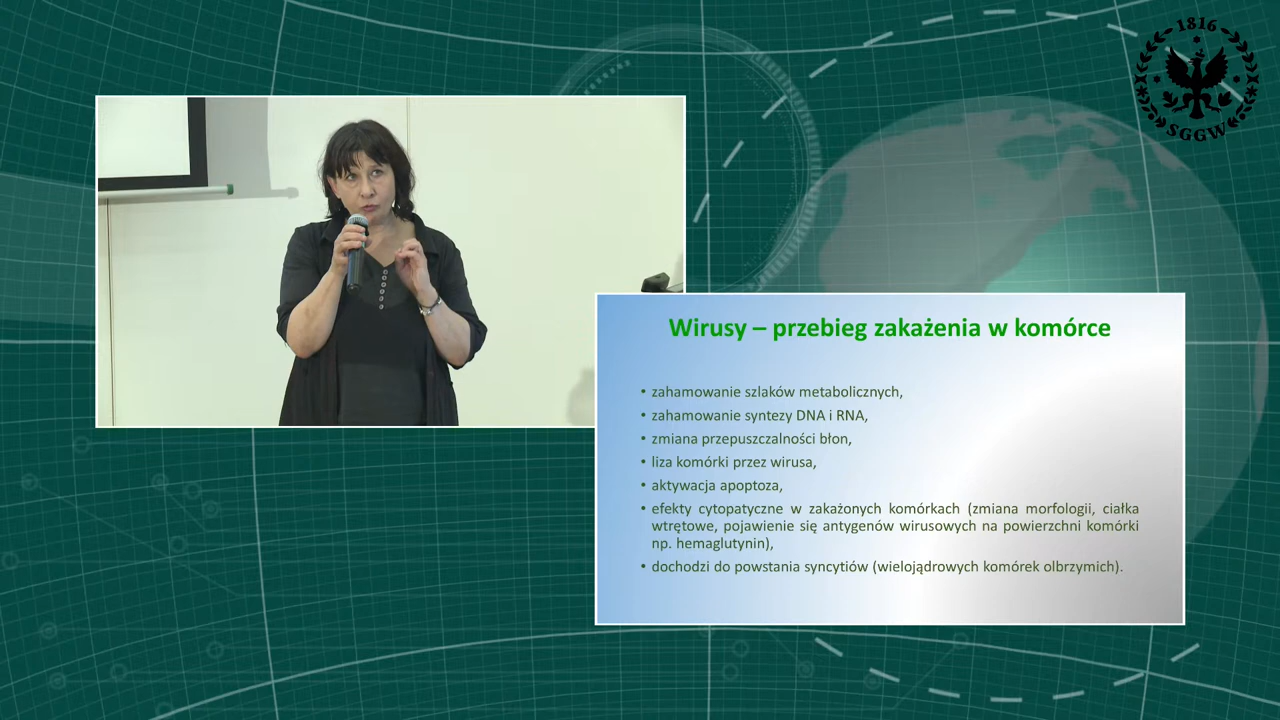 1816
SGGW
Wirusy – przebieg zakażenia w komórce
• zahamowanie szlaków metabolicznych,
• zahamowanie syntezy DNA i RNA,
• zmiana przepuszczalności błon,
• liza komórki przez wirusa,
• aktywacja apoptoza,
• efekty cytopatyczne w zakażonych komórkach (zmiana morfologii, ciałka
wtrętowe, pojawienie się antygenów wirusowych na powierzchni komórki
np. hemaglutynin),
• dochodzi do powstania syncytiów (wielojądrowych komórek olbrzymich).